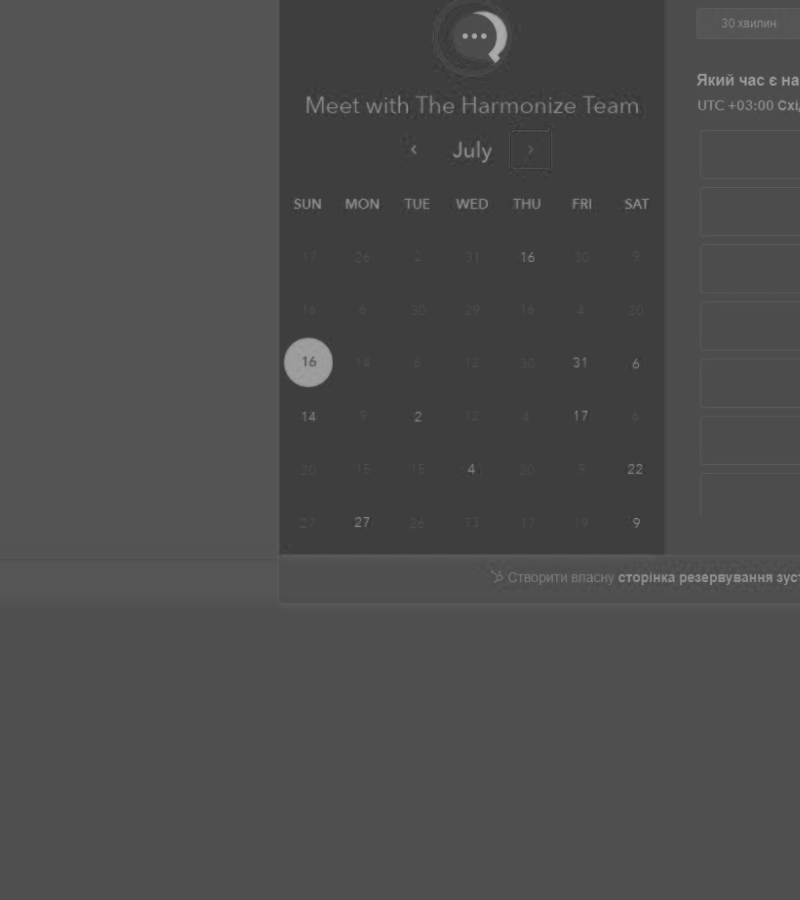 30 хвилин
Meet with The Harmonize Team
Який час є на
‹ July ›
UTC +03:00 Схі,
SUN MON TUE WED THU FRI SAT
17 26 2 31 16 30 9
16 6 30 29 16 4 20
16 14 6 12 30 31 6
14 9 2 12 4 17 6
20 15 15 4 20 9 22
27 27 26 13 17 19 9
Створити власну сторінка резервування зуст